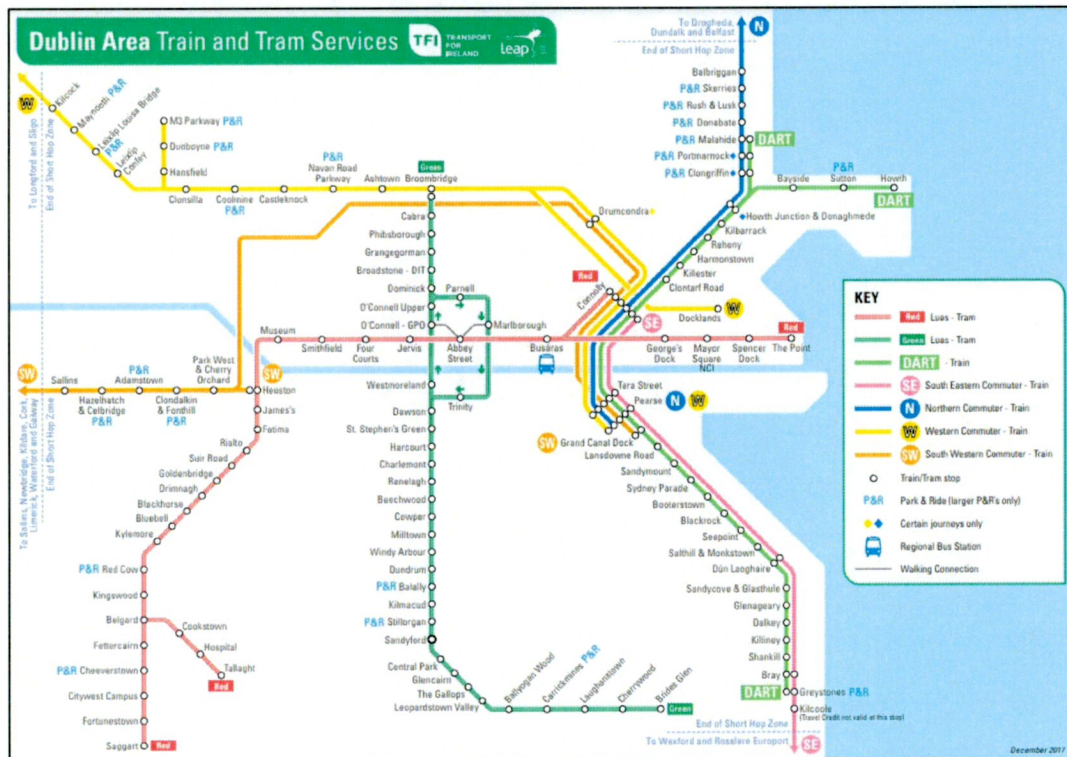 Dublin Area Train and Tram Services
TFI
TRANSPORT
FOR
IRELAND
Leap
To Drogheda,
Dundalk and Belfast
N
End of Short Hop Zone
Balbriggan
P&R Skerries
P&R Rush & Lusk
P&R Donabate
P&R Malahide
DART
P&R Portmarnock
P&R Clongriffin
Bayside
P&R
Sutton
Howth
DART
Howth Junction & Donaghmede
Kilbarrack
Raheny
Harmonstown
Killester
Clontarf Road
W
To Longford and Sligo
End of Short Hop Zone
Kilcock
Maynooth P&R
Leixlip Louisa Bridge
P&R
Leixlip
Confey
M3 Parkway P&R
Dunboyne P&R
Hansfield
Clonsilla
Coolmine
P&R
Castleknock
P&R
Navan Road
Parkway
Ashtown
Green
Broombridge
Drumcondra
Cabra
Phibsborough
Grangegorman
Broadstone - DIT
Dominick
Parnell
O'Connell Upper
O'Connell - GPO
Marlborough
Red
Connolly
Docklands
W
SE
Museum
Smithfield
Four
Courts
Jervis
Abbey
Street
Busáras
George's
Dock
Mayor
Square
NCI
Spencer
Dock
Red
The Point
SW
Sallins
Hazelhatch
& Celbridge
P&R
P&R
Adamstown
Clondalkin
& Fonthill
P&R
Park West
& Cherry
Orchard
SW
Heuston
To Sallins, Newbridge, Kildare, Cork,
Limerick, Waterford and Galway
End of Short Hop Zone
James's
Fatima
Rialto
Suir Road
Goldenbridge
Drimnagh
Blackhorse
Bluebell
Kylemore
P&R Red Cow
Kingswood
Belgard
Cookstown
Hospital
Tallaght
Red
Fettercairn
P&R Cheeverstown
Citywest Campus
Fortunestown
Saggart
Red
Westmoreland
Trinity
Dawson
St. Stephen's Green
Harcourt
Charlemont
Ranelagh
Beechwood
Cowper
Milltown
Windy Arbour
Dundrum
P&R Balally
Kilmacud
P&R Stillorgan
Sandyford
Central Park
Glencairn
The Gallops
Leopardstown Valley
Ballyogan Wood
Carrickmines P&R
Laughanstown
Cherrywood
Brides Glen
Green
Tara Street
Pearse
N
W
SW
Grand Canal Dock
Lansdowne Road
Sandymount
Sydney Parade
Booterstown
Blackrock
Seapoint
Salthill & Monkstown
Dún Laoghaire
Sandycove & Glasthule
Glenageary
Dalkey
Killiney
Shankill
Bray
DART
Greystones P&R
Kilcoole
(Travel Credit not valid at this stop)
End of Short Hop Zone
To Wexford and Rosslare Europort
SE
KEY
Red Luas - Tram
Green Luas - Tram
DART - Train
SE South Eastern Commuter - Train
N Northern Commuter - Train
W Western Commuter - Train
SW South Western Commuter - Train
Train/Tram stop
P&R Park & Ride (larger P&R's only)
Certain journeys only
Regional Bus Station
Walking Connection
December 2017